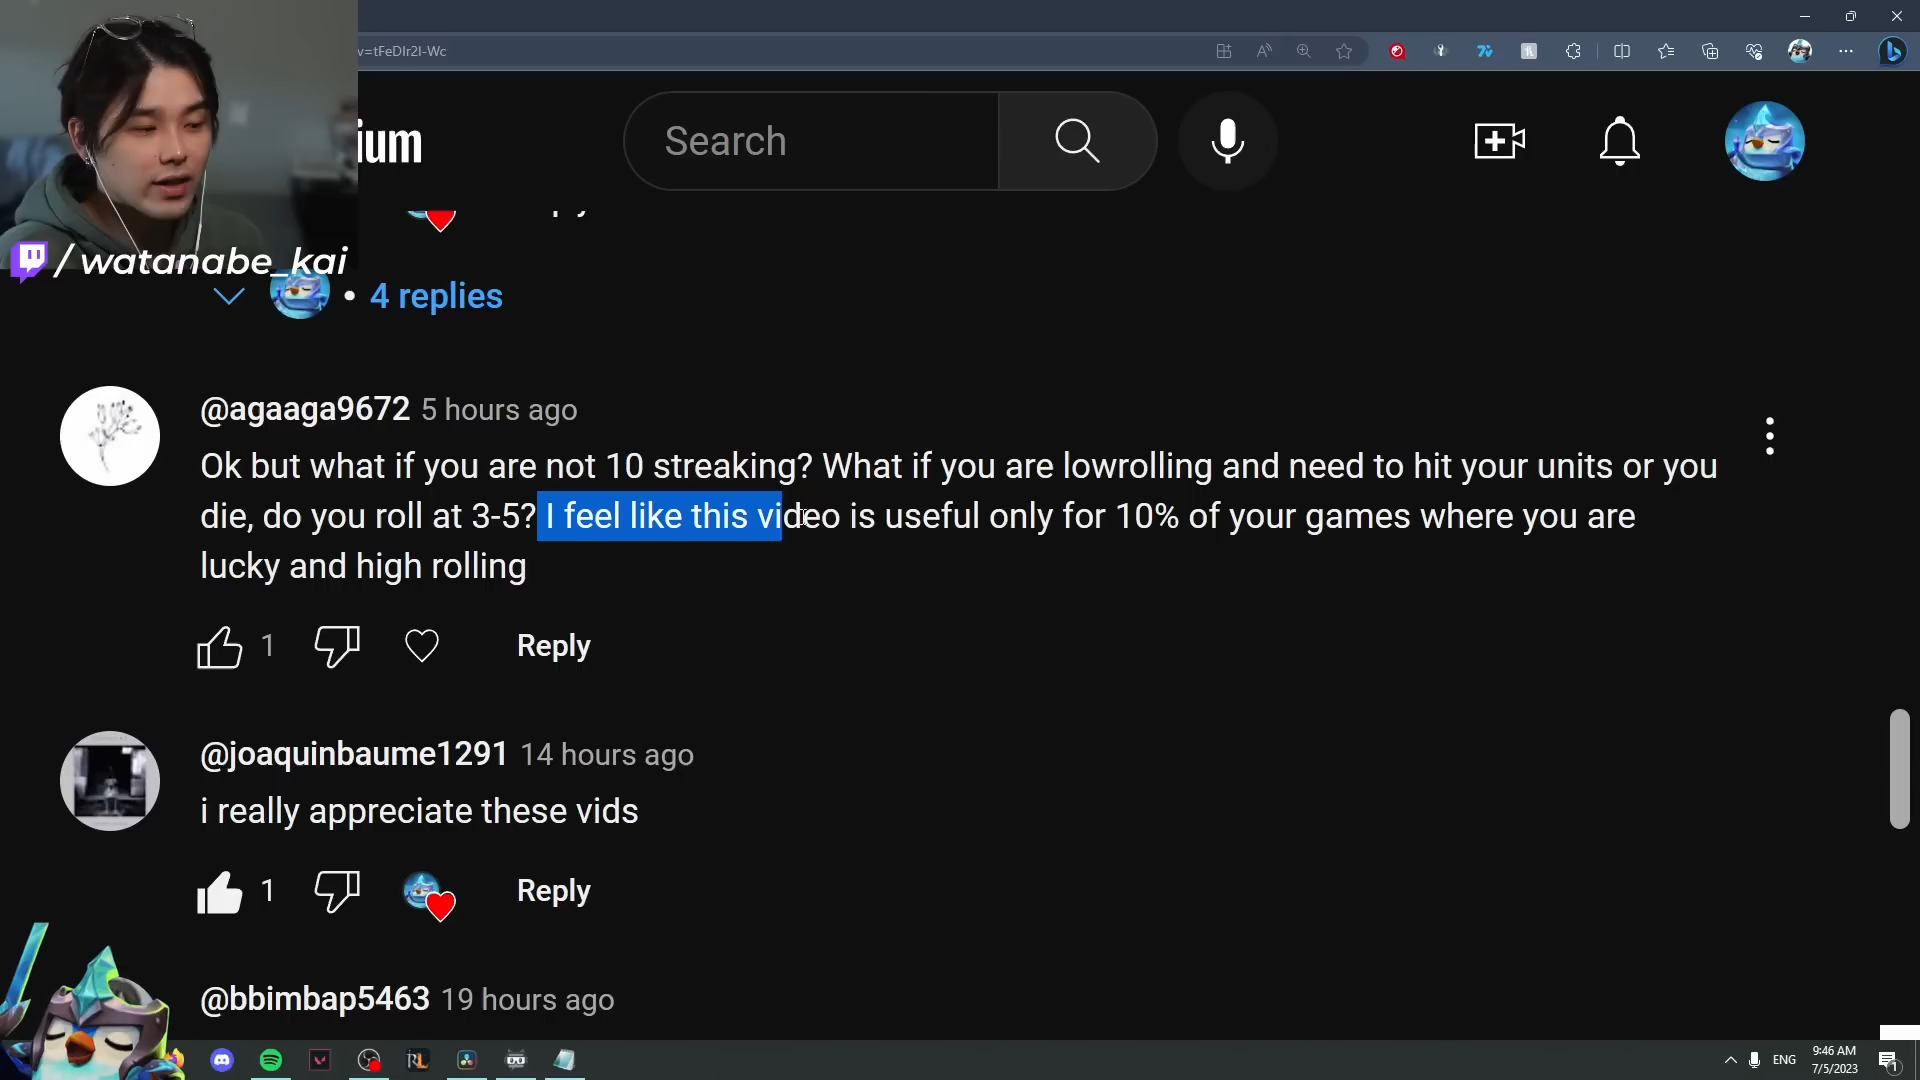 v=tFeDIr2I-Wc
ium
Search
/ watanabe_kai
4 replies
@agaaga9672 5 hours ago
Ok but what if you are not 10 streaking? What if you are lowrolling and need to hit your units or you
die, do you roll at 3-5? I feel like this video is useful only for 10% of your games where you are
lucky and high rolling
1 Reply
@joaquinbaume1291 14 hours ago
i really appreciate these vids
1 Reply
@bbimbap5463 19 hours ago
ENG
9:46 AM
7/5/2023
1